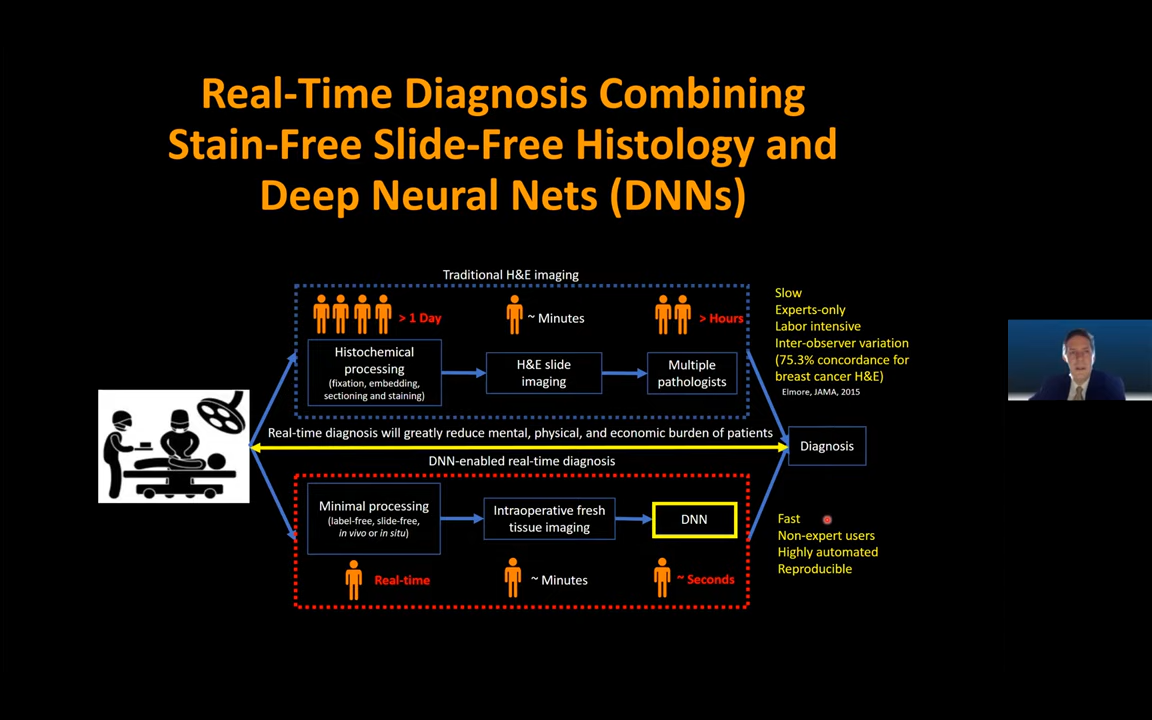 Real-Time Diagnosis Combining
Stain-Free Slide-Free Histology and
Deep Neural Nets (DNNs)
Traditional H&E imaging
> 1 Day
~ Minutes
> Hours
Histochemical
processing
(fixation, embedding,
sectioning and staining)
H&E slide
imaging
Multiple
pathologists
Slow
Experts-only
Labor intensive
Inter-observer variation
(75.3% concordance for
breast cancer H&E)
Elmore, JAMA, 2015
Real-time diagnosis will greatly reduce mental, physical, and economic burden of patients
Diagnosis
DNN-enabled real-time diagnosis
Minimal processing
(label-free, slide-free,
in vivo or in situ)
Intraoperative fresh
tissue imaging
DNN
Real-time
~ Minutes
~ Seconds
Fast
Non-expert users
Highly automated
Reproducible